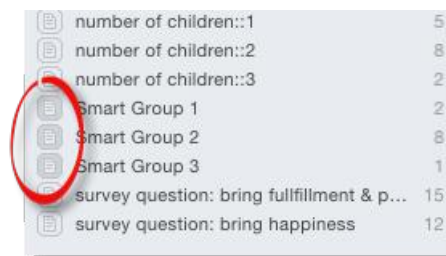 number of children::1 5
number of children::2 8
number of children::3 2
Smart Group 1 2
Smart Group 2 8
Smart Group 3 1
survey question: bring fullfillment & p... 15
survey question: bring happiness 12